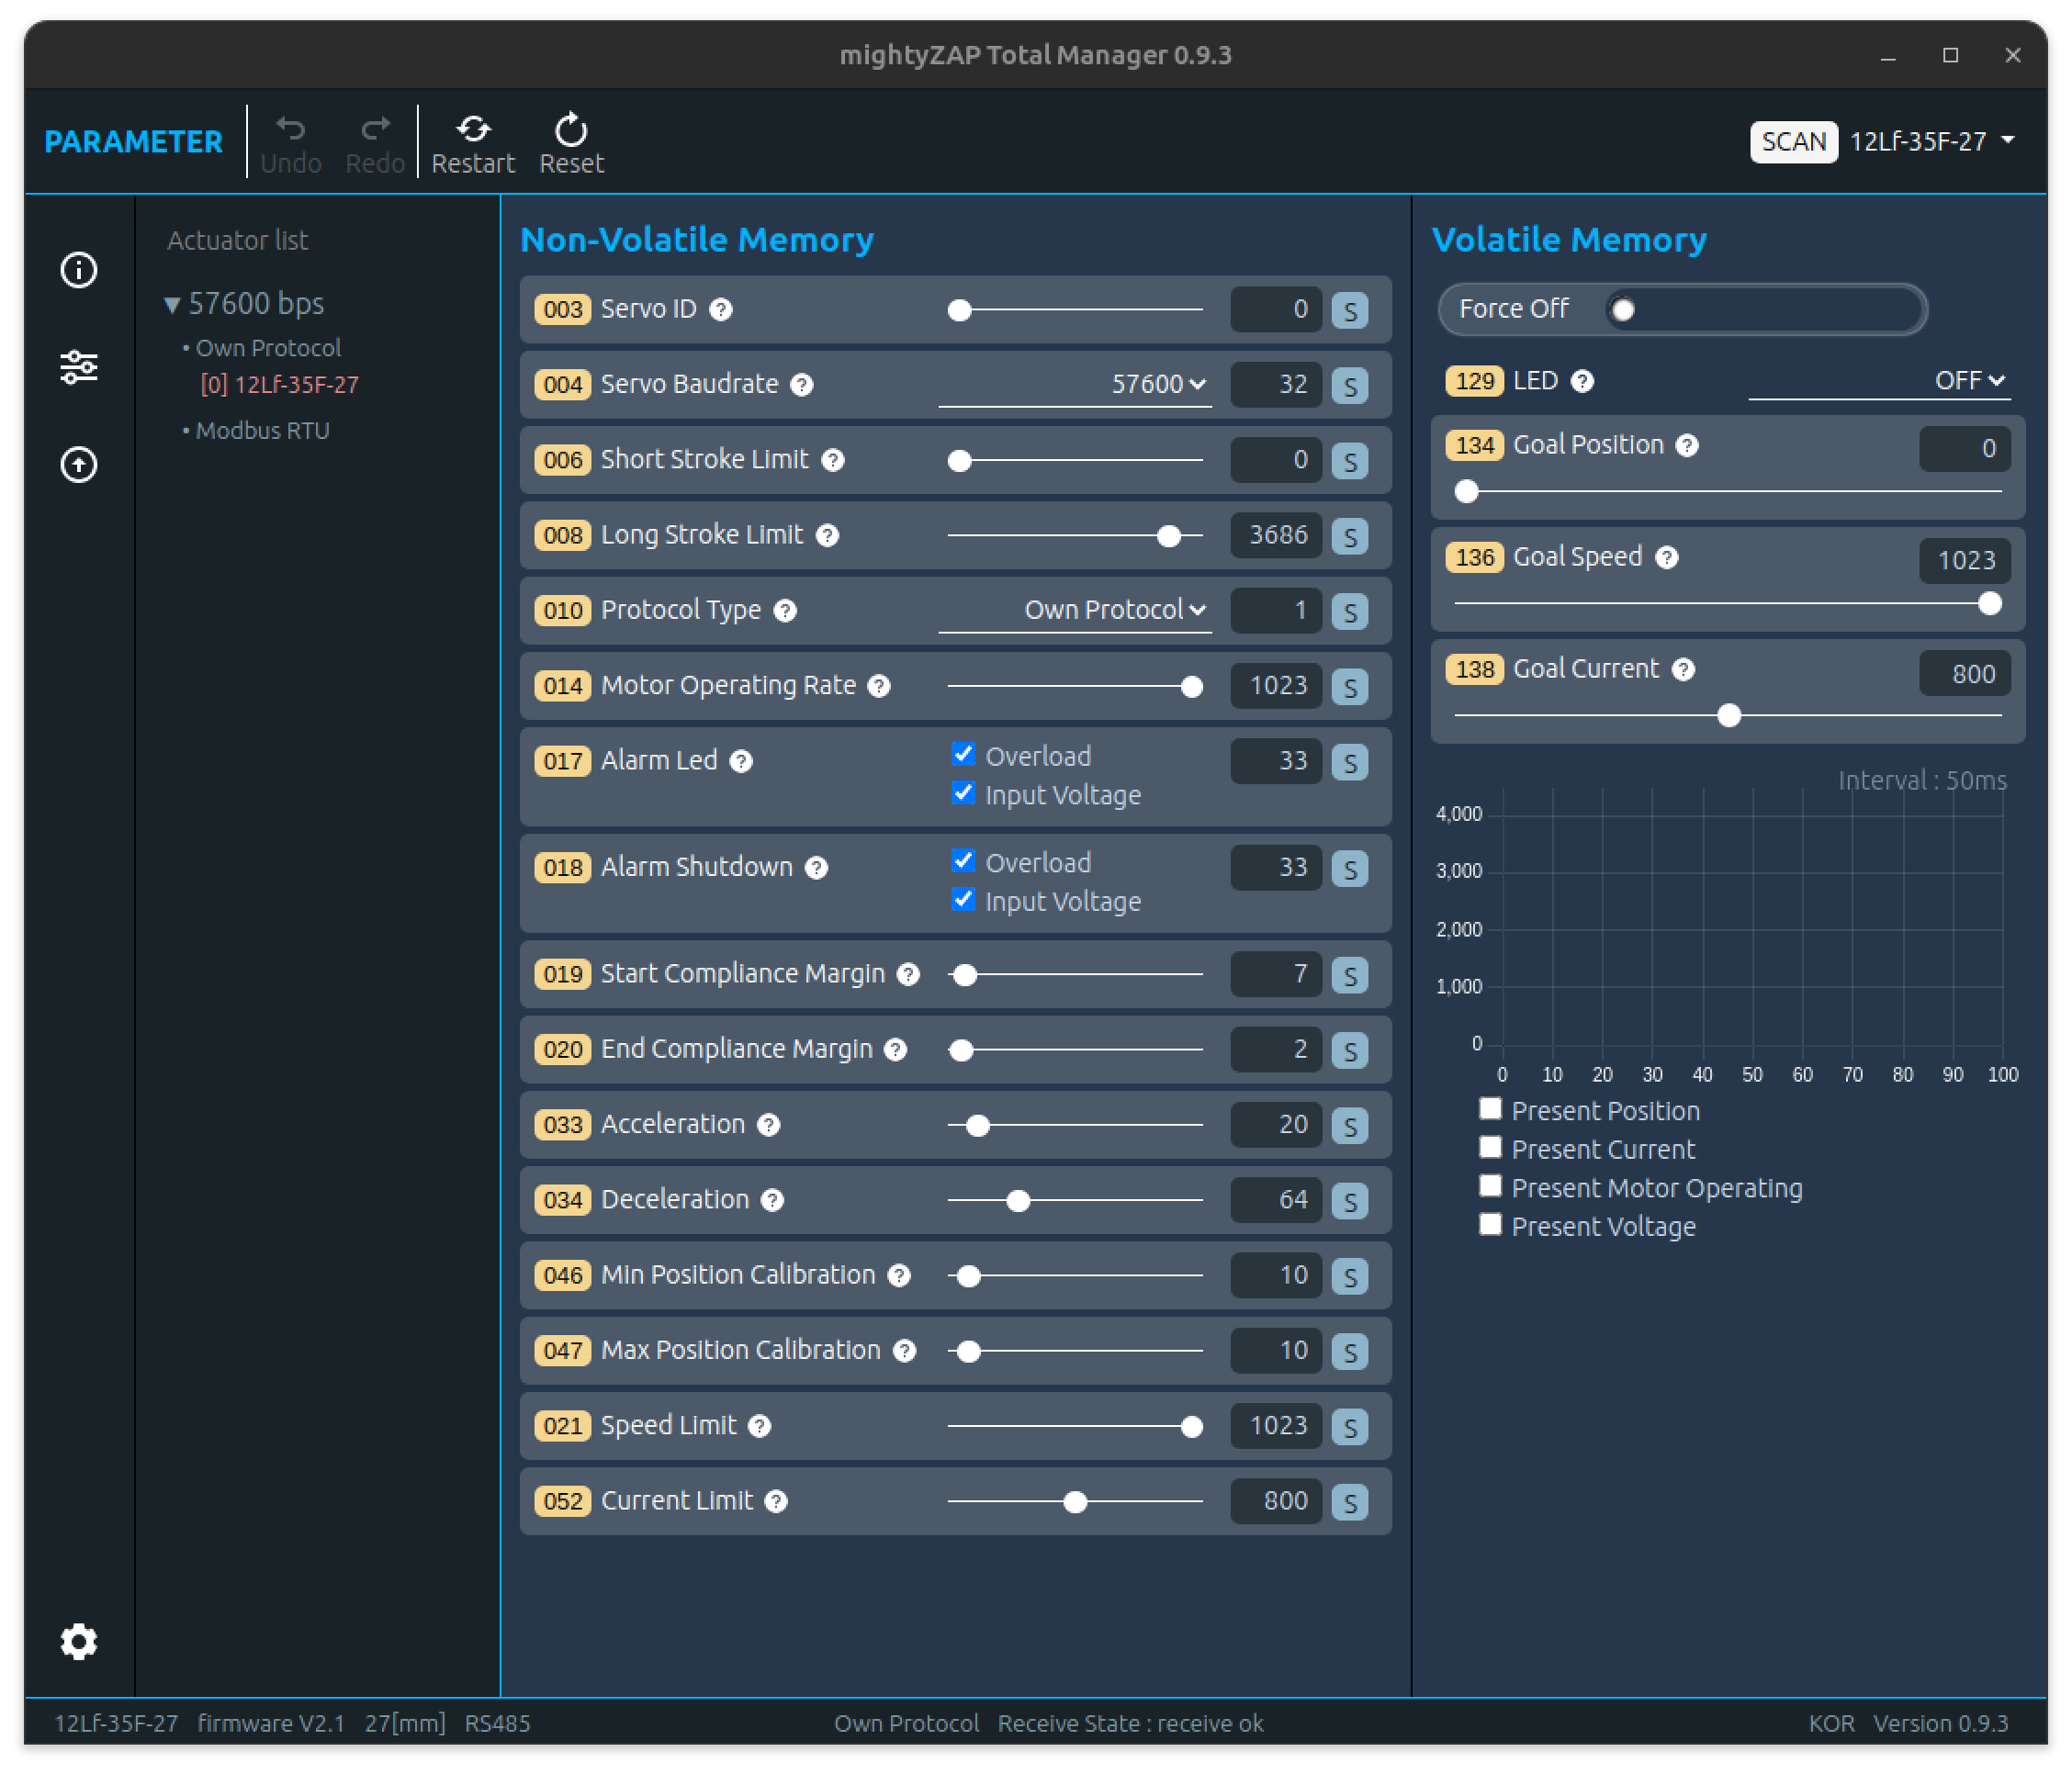 mightyZAP Total Manager 0.9.3
PARAMETER
Undo
Redo
Restart
Reset
SCAN
12Lf-35F-27
Actuator list
▼ 57600 bps
• Own Protocol
[0] 12Lf-35F-27
• Modbus RTU
Non-Volatile Memory
003 Servo ID ? 0 S
004 Servo Baudrate ? 57600 32 S
006 Short Stroke Limit ? 0 S
008 Long Stroke Limit ? 3686 S
010 Protocol Type ? Own Protocol 1 S
014 Motor Operating Rate ? 1023 S
017 Alarm Led ? Overload 33 S
Input Voltage
018 Alarm Shutdown ? Overload 33 S
Input Voltage
019 Start Compliance Margin ? 7 S
020 End Compliance Margin ? 2 S
033 Acceleration ? 20 S
034 Deceleration ? 64 S
046 Min Position Calibration ? 10 S
047 Max Position Calibration ? 10 S
021 Speed Limit ? 1023 S
052 Current Limit ? 800 S
Volatile Memory
Force Off
129 LED ? OFF
134 Goal Position ? 0
136 Goal Speed ? 1023
138 Goal Current ? 800
Interval : 50ms
4,000
3,000
2,000
1,000
0
0 10 20 30 40 50 60 70 80 90 100
Present Position
Present Current
Present Motor Operating
Present Voltage
12Lf-35F-27 firmware V2.1 27[mm] RS485
Own Protocol Receive State : receive ok
KOR Version 0.9.3